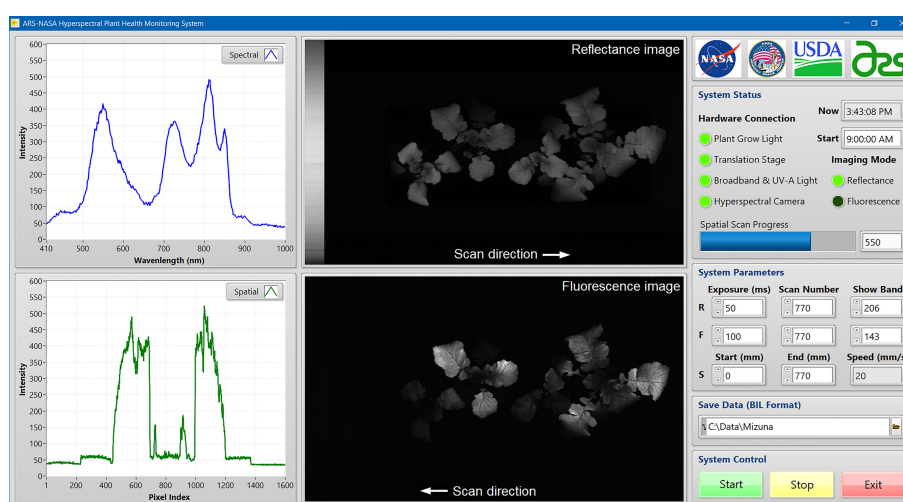 ARS-NASA Hyperspectral Plant Health Monitoring System
600
550
500
450
400
350
300
250
200
150
100
50
0
Intensity
Spectral
410 500 600 700 800 900 1000
Wavelength (nm)
Reflectance image
Scan direction
600
550
500
450
400
350
300
250
200
150
100
50
0
Intensity
Spatial
1 200 400 600 800 1000 1200 1400 1600
Pixel Index
Fluorescence image
Scan direction
NASA
USDA
ars
System Status
Hardware Connection
Now 3:43:08 PM
Plant Grow Light
Start 9:00:00 AM
Translation Stage
Imaging Mode
Broadband & UV-A Light
Reflectance
Hyperspectral Camera
Fluorescence
Spatial Scan Progress
550
System Parameters
Exposure (ms) Scan Number Show Band
R 50 770 206
F 100 770 143
Start (mm) End (mm) Speed (mm/s
S 0 770 20
Save Data (BIL Format)
C:\Data\Mizuna
System Control
Start Stop Exit